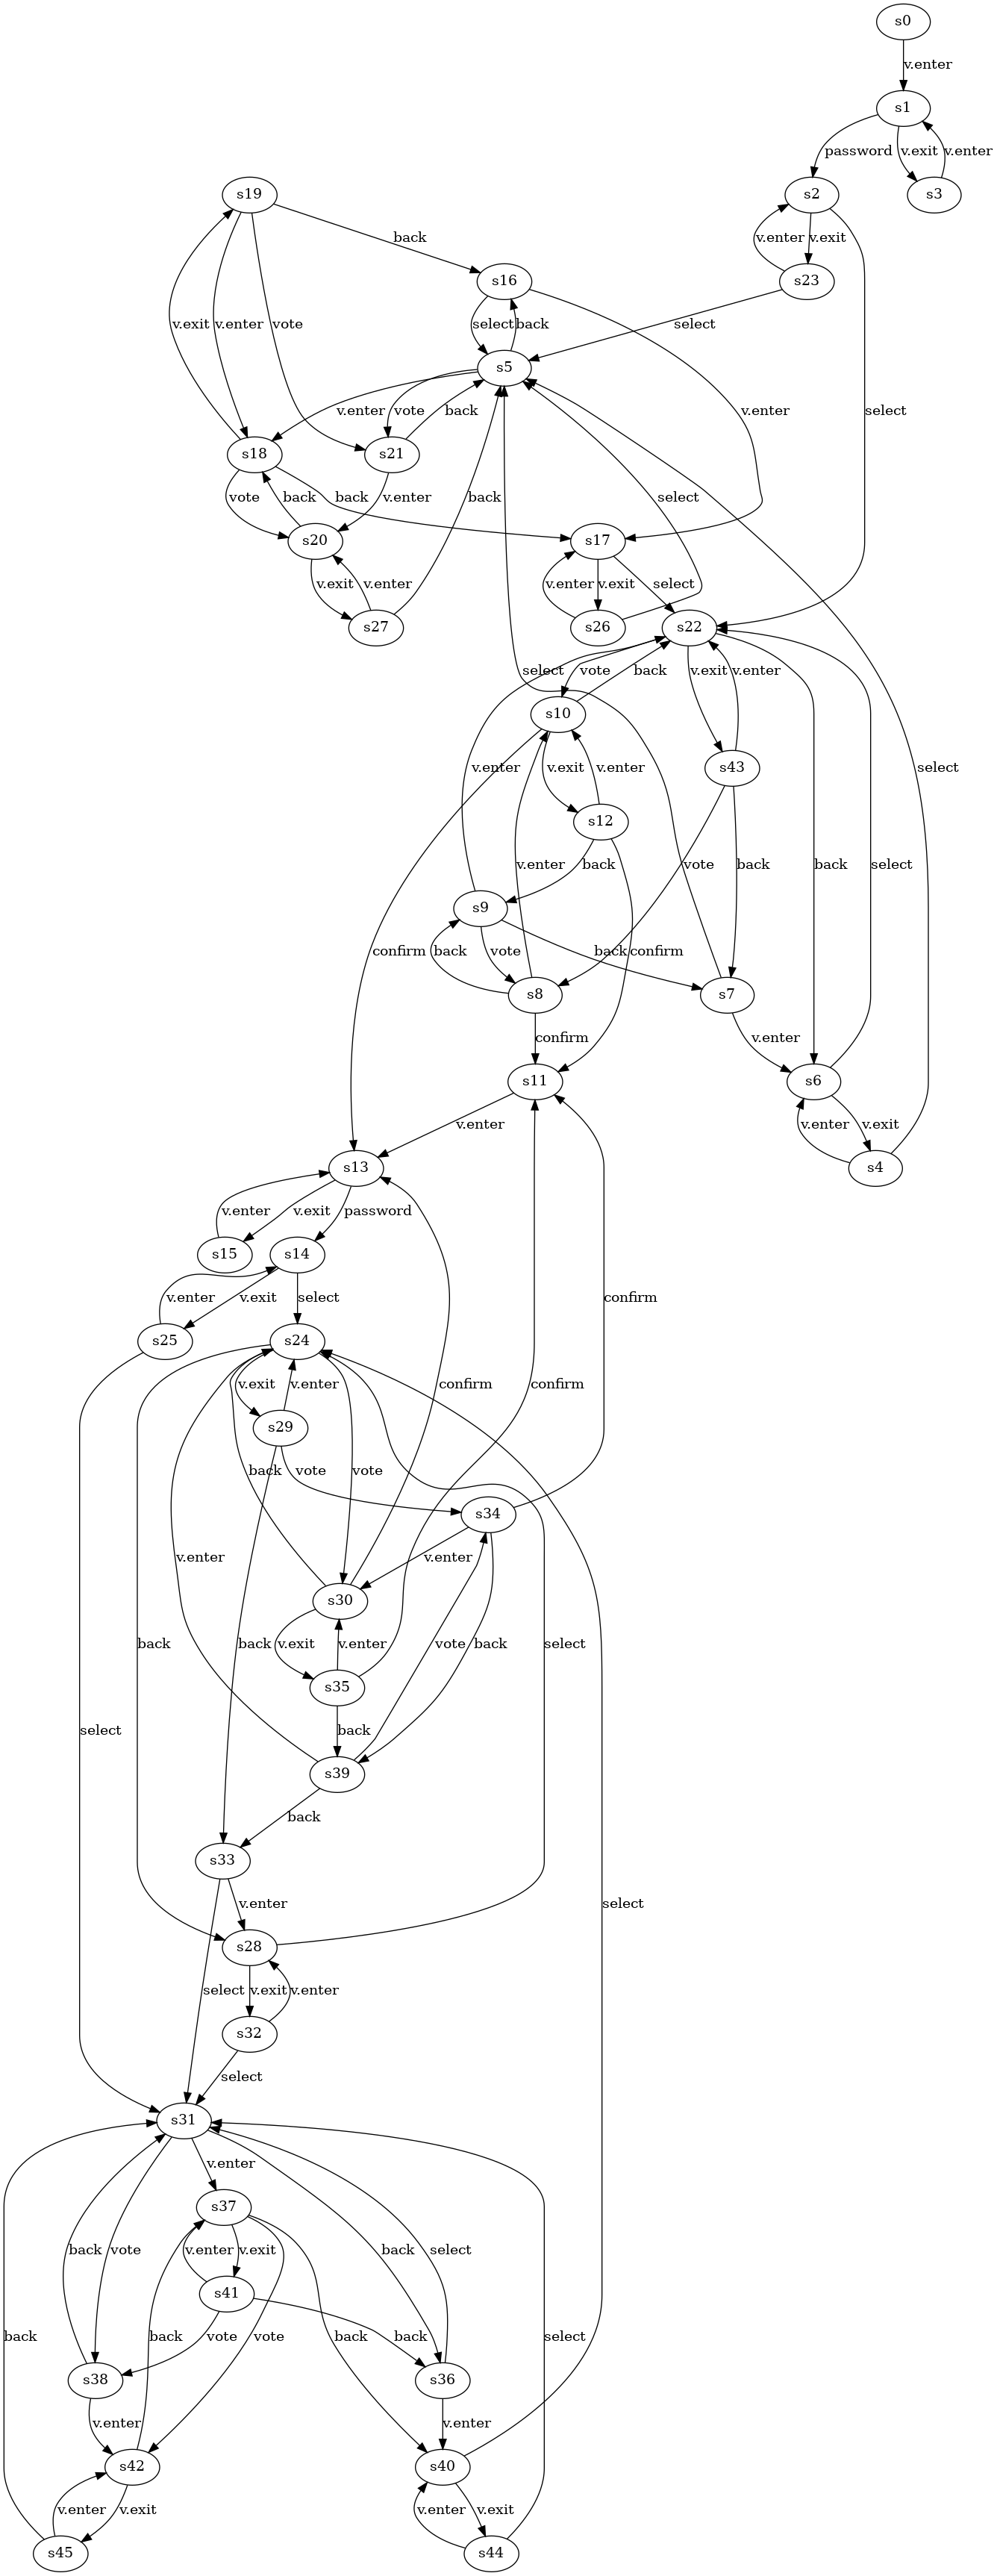 s0
v.enter
s1
password v.exit v.enter
s19 s2 s3
back v.enter v.exit
s16 s23
v.exit v.enter vote select back select
s5
v.enter vote back v.enter select
s18 s21
vote back back v.enter back select
s20 s17
v.exit v.enter v.enter v.exit select
s27 s26 s22
select vote back v.exit v.enter
s10
v.enter v.exit v.enter s43 select
s12
v.enter back vote back back select
s9
confirm back vote back confirm
s8 s7
confirm v.enter
s11 s6
v.enter v.enter v.exit
s13 s4
v.enter v.exit password
s15 s14
v.enter v.exit select confirm
s25 s24
v.exit v.enter confirm confirm
s29
back vote vote
s34
v.enter v.enter
s30
back back v.exit v.enter vote back select
s35
select back
s39
back
s33
v.enter select
s28
select v.exit v.enter
s32
select
s31
v.enter
s37
back vote v.enter v.exit back select
s41
back back vote vote back back select
s38 s36
v.enter v.enter
s42 s40
v.enter v.exit v.enter v.exit
s45 s44